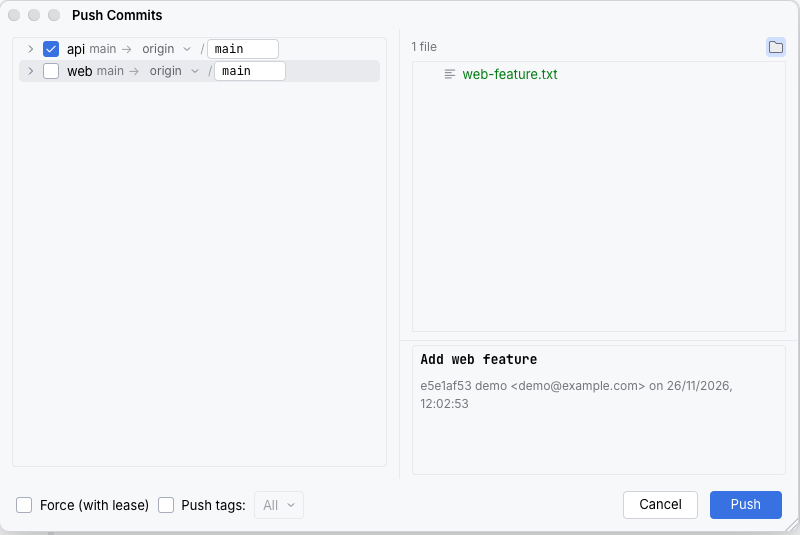 Push Commits
api main → origin / main
web main → origin / main
1 file
web-feature.txt
Add web feature
e5e1af53 demo <demo@example.com> on 26/11/2026,
12:02:53
Force (with lease) Push tags: All
Cancel Push